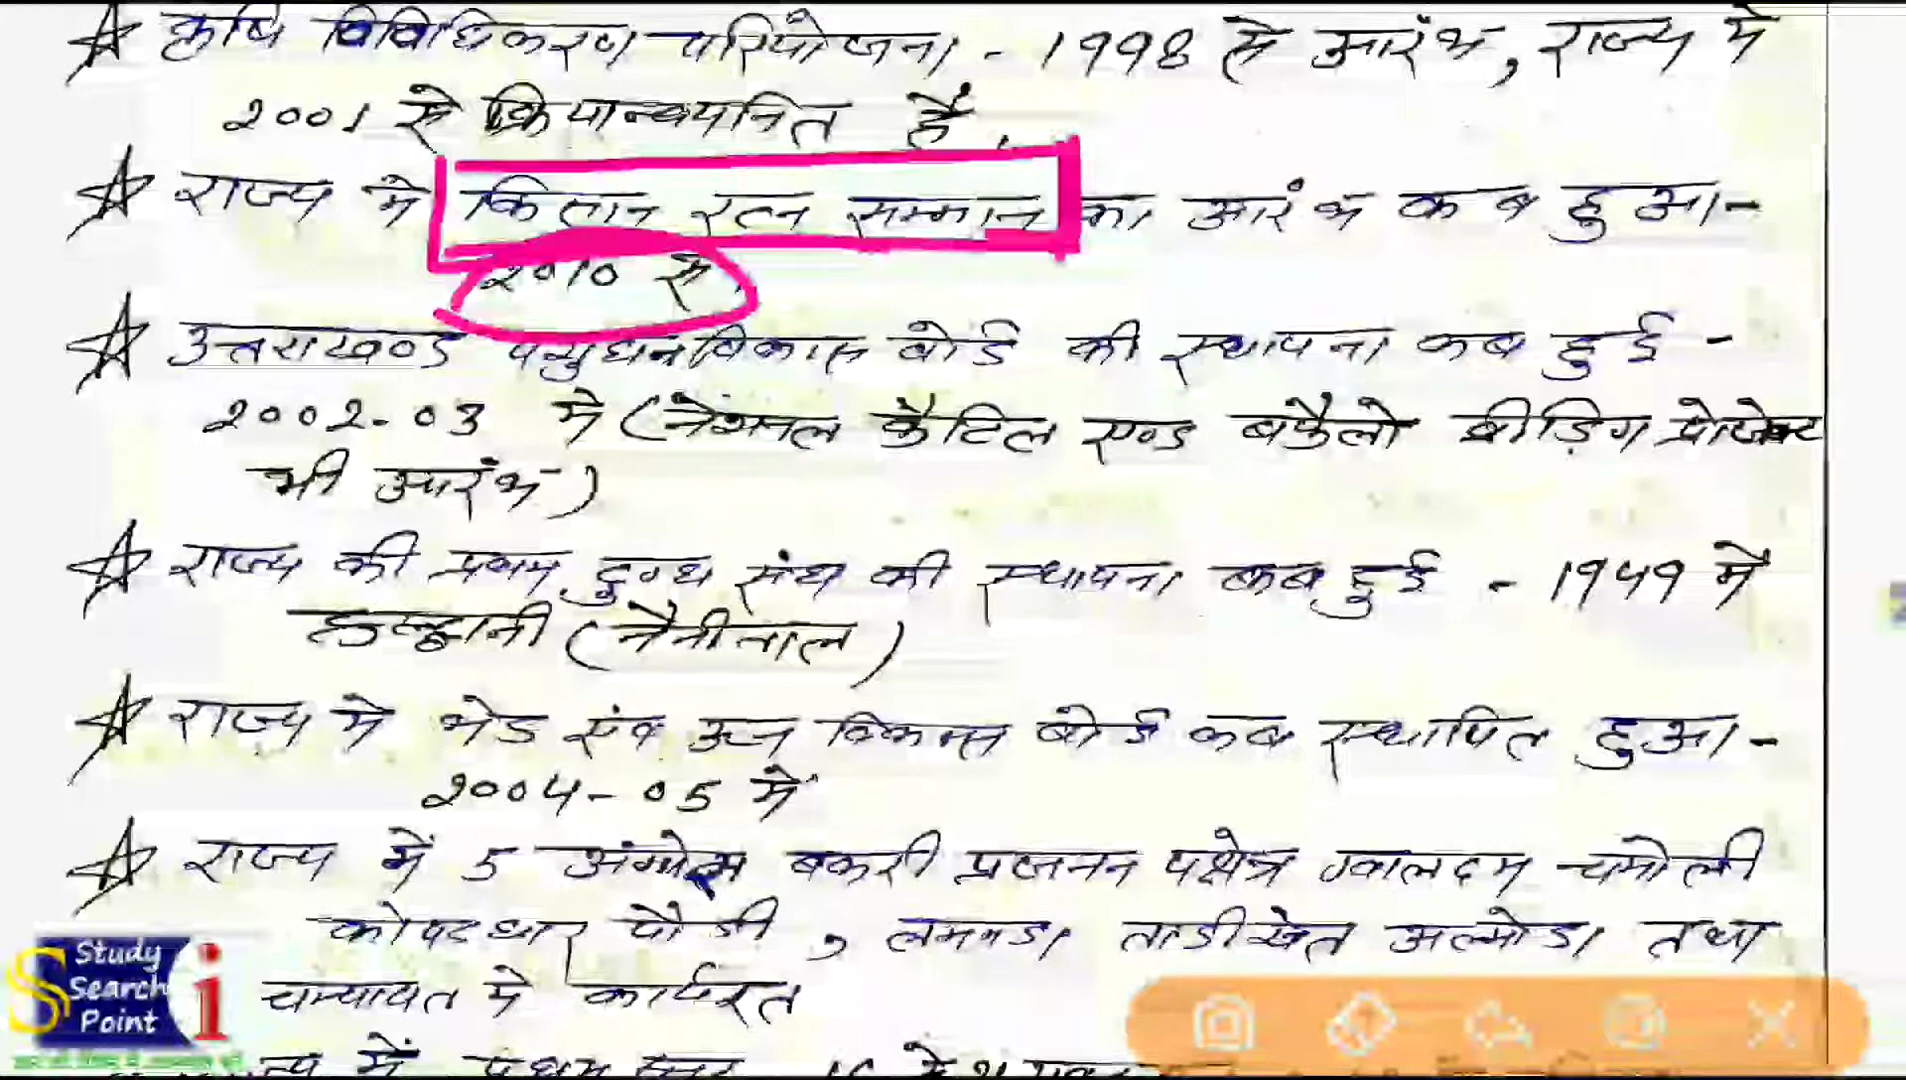 ★ कृषि विविधिकरण परियोजना - 1998 से आरंभ, राज्य मे
2001 से क्रियान्वयनित है,
★ राज्य मे किसान रत्न सम्मान का आरंभ कब हुआ-
2010 से
★ उत्तराखण्ड पशुधन विकास बोर्ड की स्थापना कब हुई -
2002-03 मे (नेशनल कैटिल एण्ड बफैलो ब्रीडिंग प्रोजेक्ट
भी आरंभ)
★ राज्य की प्रथम दुग्ध संघ की स्थापना कब हुई - 1949 मे
हल्द्वानी (नैनीताल)
★ राज्य मे भेड एंव ऊन विकास बोर्ड कब स्थापित हुआ-
2004-05 मे
★ राज्य में 5 अंगोरा बकरी प्रजनन प्रक्षेत्र ग्वालदम चमोली
कोपडधार पौडी, लमगडा ताडीखेत अल्मोडा तथा
चम्पावत मे कार्यरत
में
Study
Search
Point